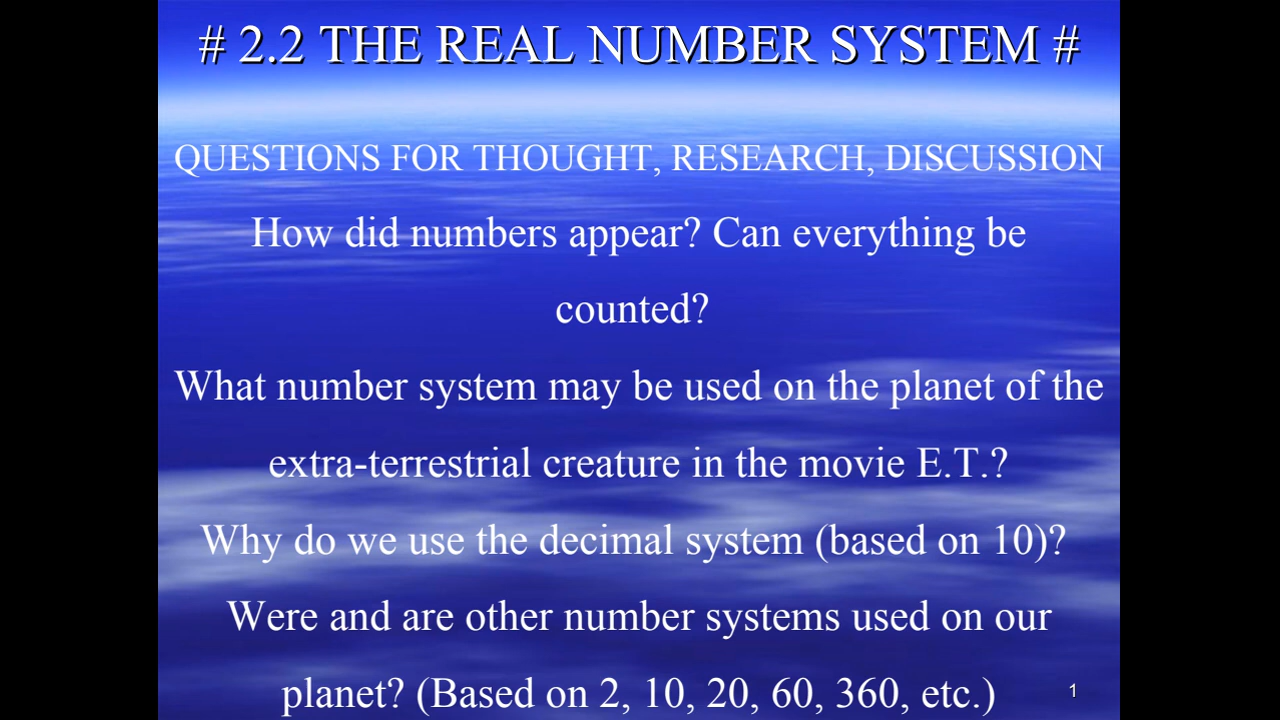 # 2.2 THE REAL NUMBER SYSTEM #
QUESTIONS FOR THOUGHT, RESEARCH, DISCUSSION
How did numbers appear? Can everything be
counted?
What number system may be used on the planet of the
extra-terrestrial creature in the movie E.T.?
Why do we use the decimal system (based on 10)?
Were and are other number systems used on our
planet? (Based on 2, 10, 20, 60, 360, etc.)
1